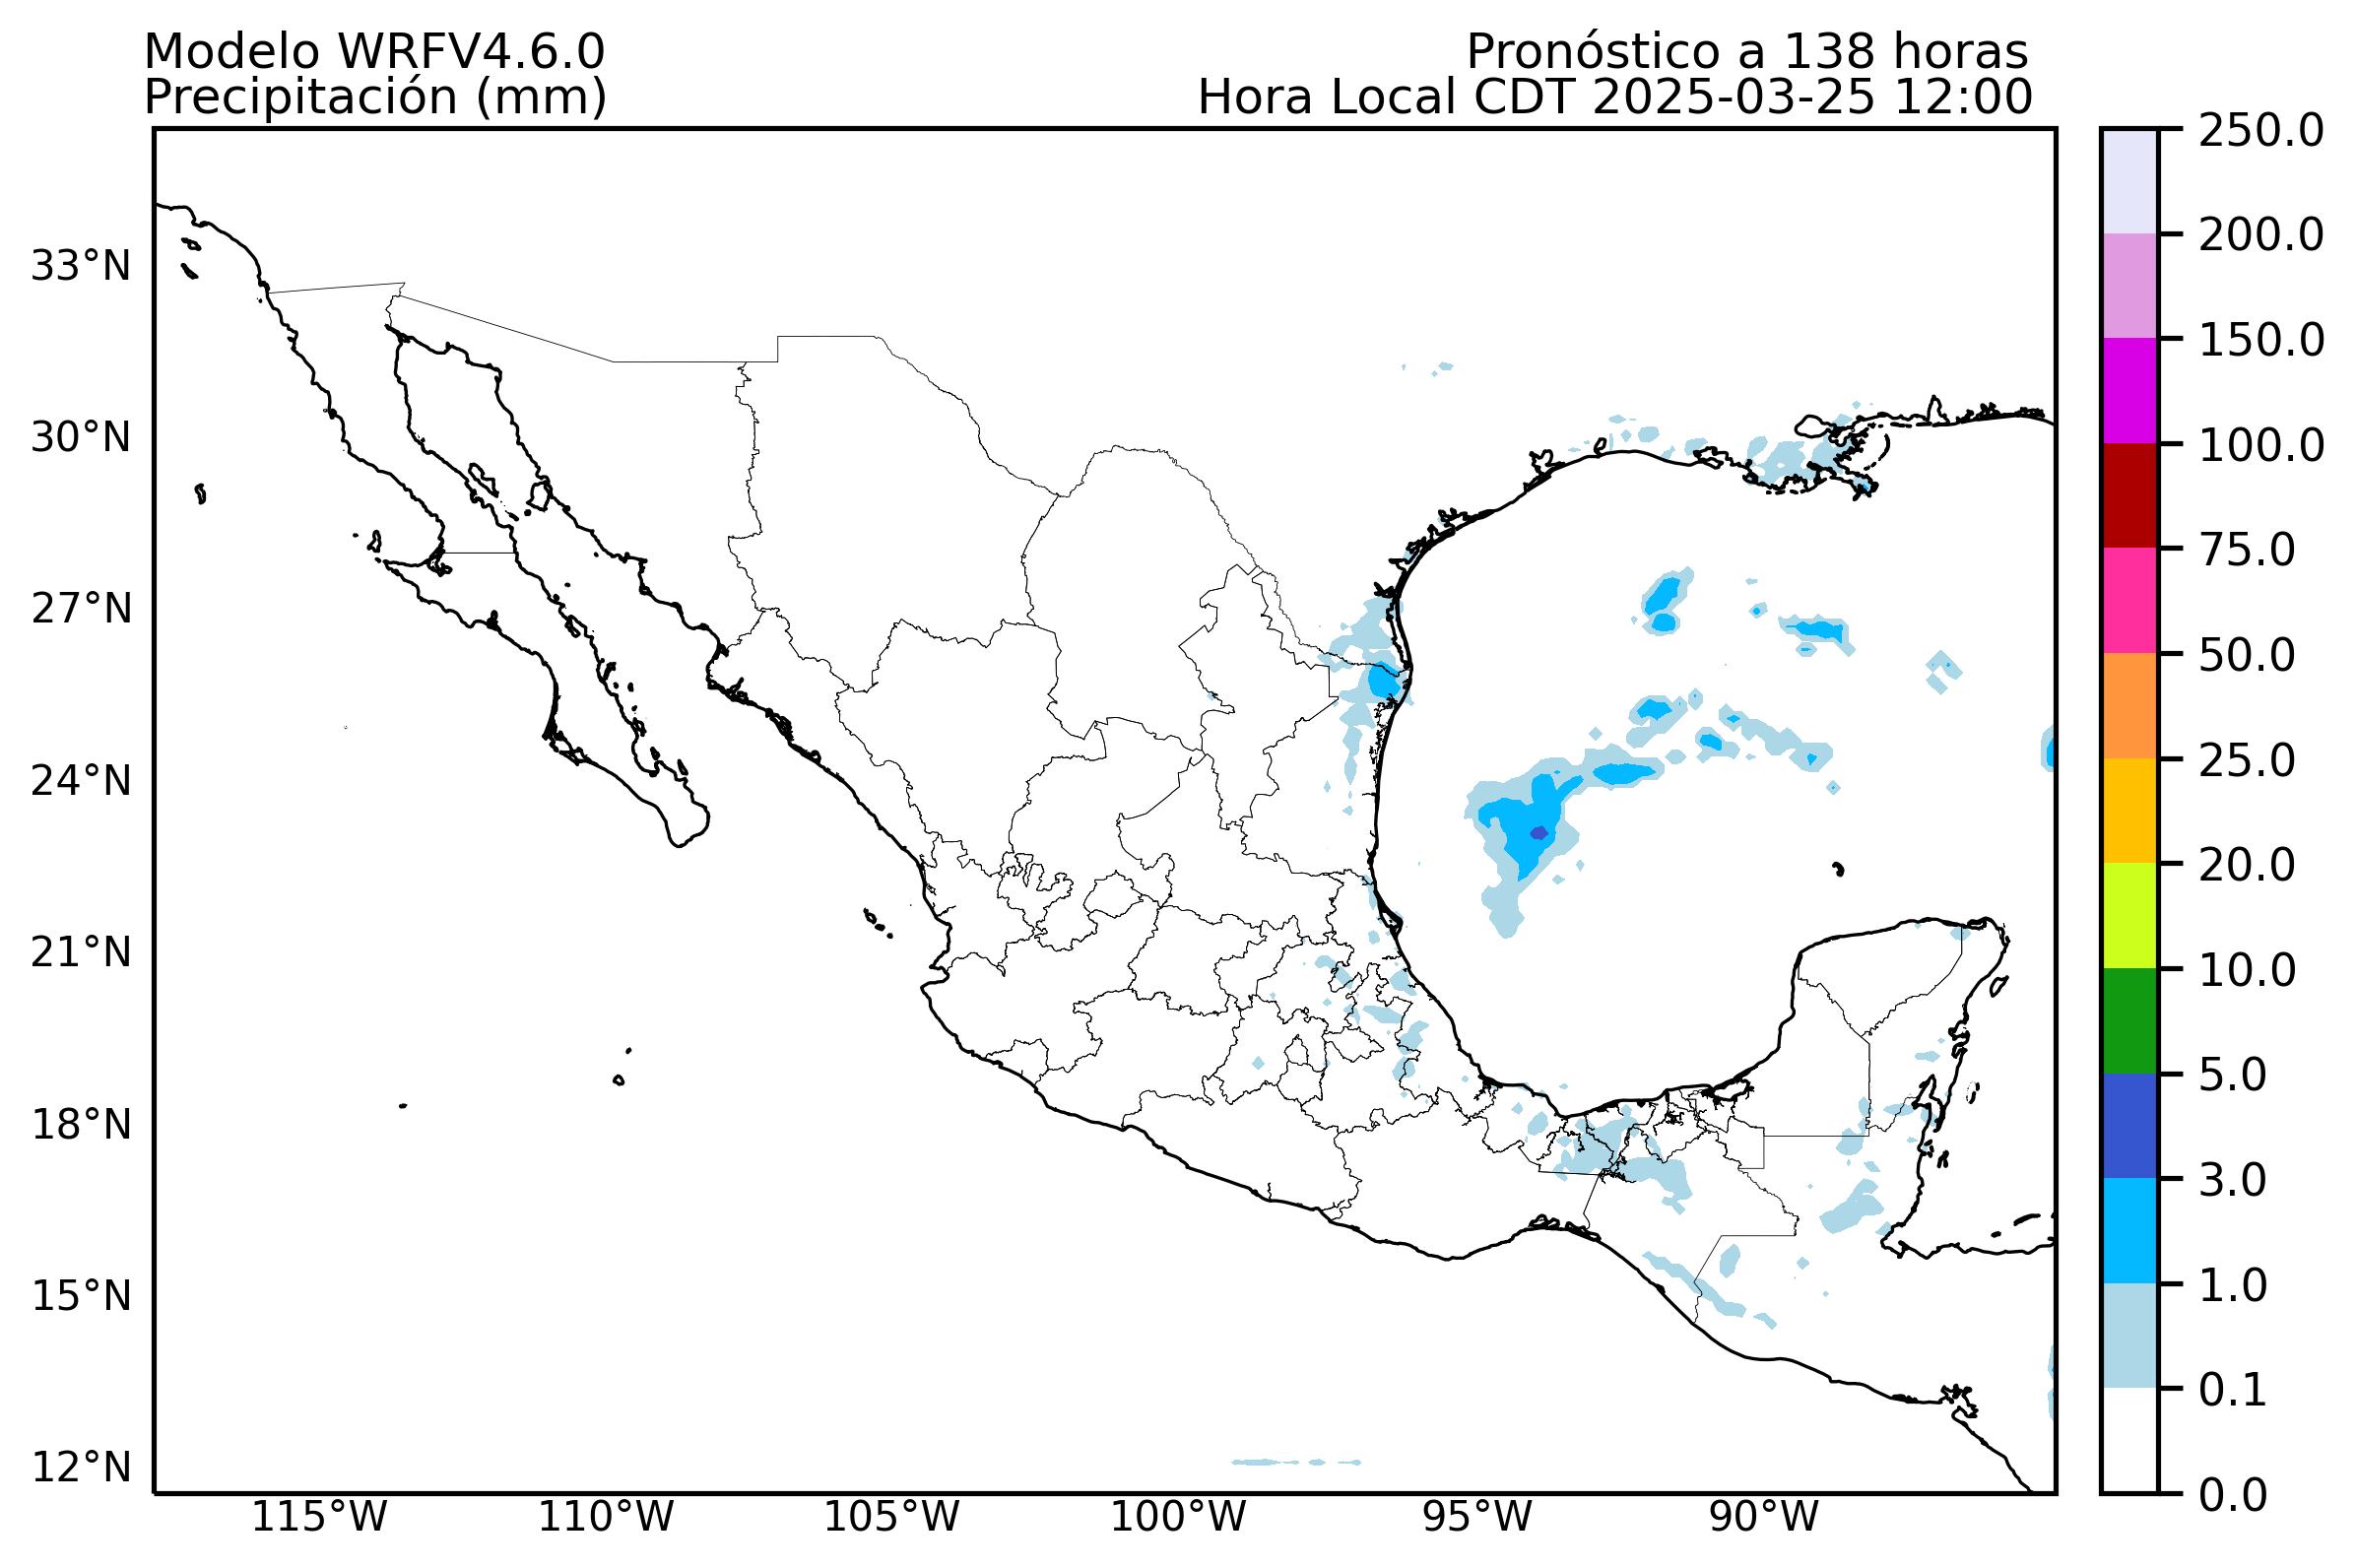 Modelo WRFV4.6.0
Pronóstico a 138 horas
Precipitación (mm)
Hora Local CDT 2025-03-25 12:00
33°N
30°N
27°N
24°N
21°N
18°N
15°N
12°N
115°W
110°W
105°W
100°W
95°W
90°W
250.0
200.0
150.0
100.0
75.0
50.0
25.0
20.0
10.0
5.0
3.0
1.0
0.1
0.0